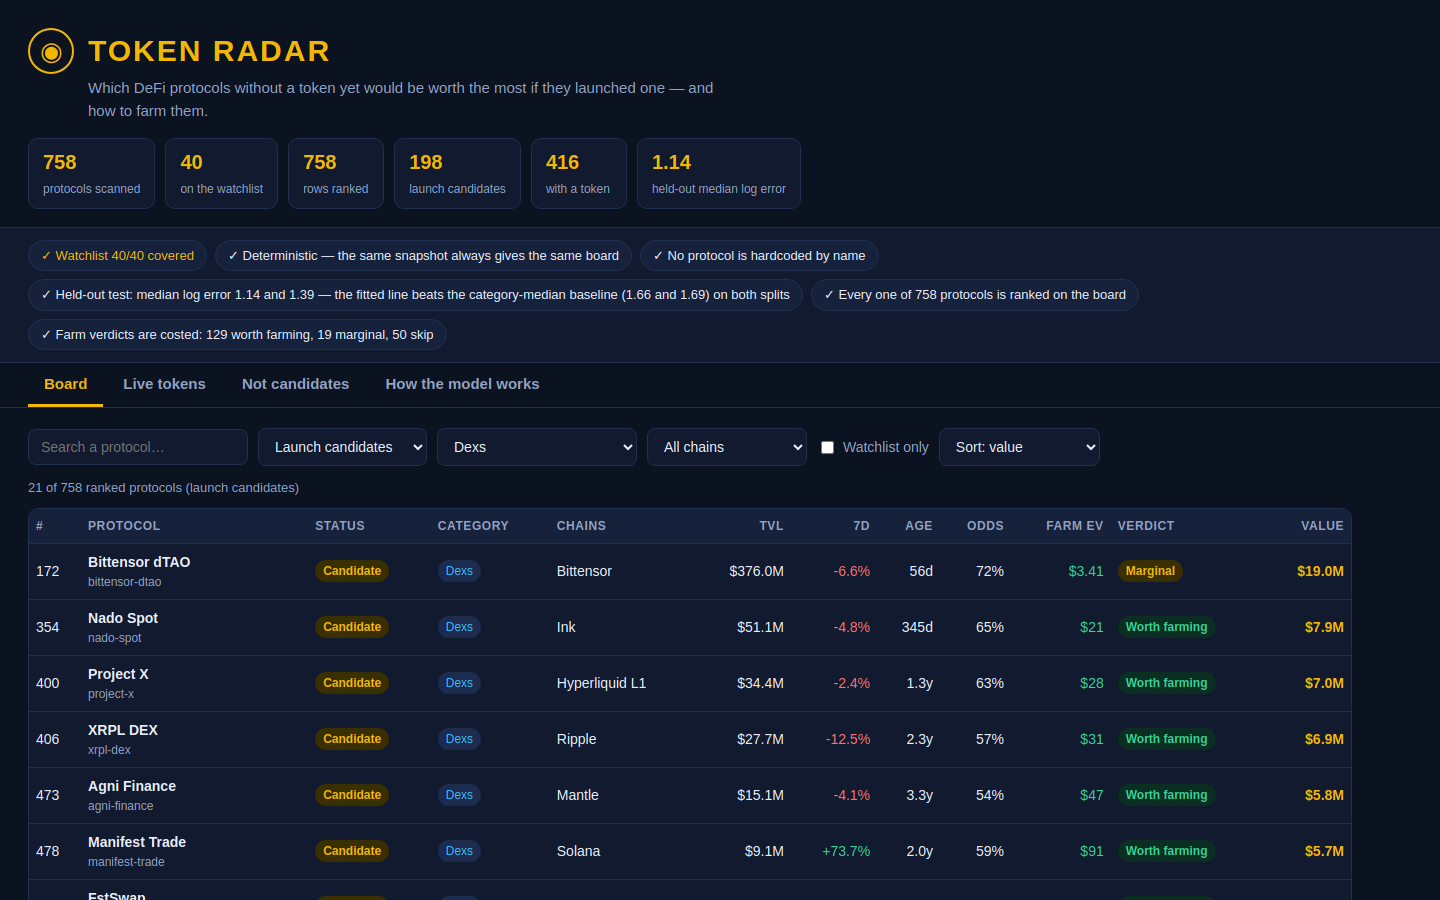 TOKEN RADAR
Which DeFi protocols without a token yet would be worth the most if they launched one — and
how to farm them.
758 40 758 198 416 1.14
protocols scanned on the watchlist rows ranked launch candidates with a token held-out median log error
✓ Watchlist 40/40 covered ✓ Deterministic — the same snapshot always gives the same board ✓ No protocol is hardcoded by name
✓ Held-out test: median log error 1.14 and 1.39 — the fitted line beats the category-median baseline (1.66 and 1.69) on both splits ✓ Every one of 758 protocols is ranked on the board
✓ Farm verdicts are costed: 129 worth farming, 19 marginal, 50 skip
Board Live tokens Not candidates How the model works
Search a protocol… Launch candidates Dexs All chains Watchlist only Sort: value
21 of 758 ranked protocols (launch candidates)
# PROTOCOL STATUS CATEGORY CHAINS TVL 7D AGE ODDS FARM EV VERDICT VALUE
172 Bittensor dTAO Candidate Dexs Bittensor $376.0M -6.6% 56d 72% $3.41 Marginal $19.0M
bittensor-dtao
354 Nado Spot Candidate Dexs Ink $51.1M -4.8% 345d 65% $21 Worth farming $7.9M
nado-spot
400 Project X Candidate Dexs Hyperliquid L1 $34.4M -2.4% 1.3y 63% $28 Worth farming $7.0M
project-x
406 XRPL DEX Candidate Dexs Ripple $27.7M -12.5% 2.3y 57% $31 Worth farming $6.9M
xrpl-dex
473 Agni Finance Candidate Dexs Mantle $15.1M -4.1% 3.3y 54% $47 Worth farming $5.8M
agni-finance
478 Manifest Trade Candidate Dexs Solana $9.1M +73.7% 2.0y 59% $91 Worth farming $5.7M
manifest-trade
FstSwap